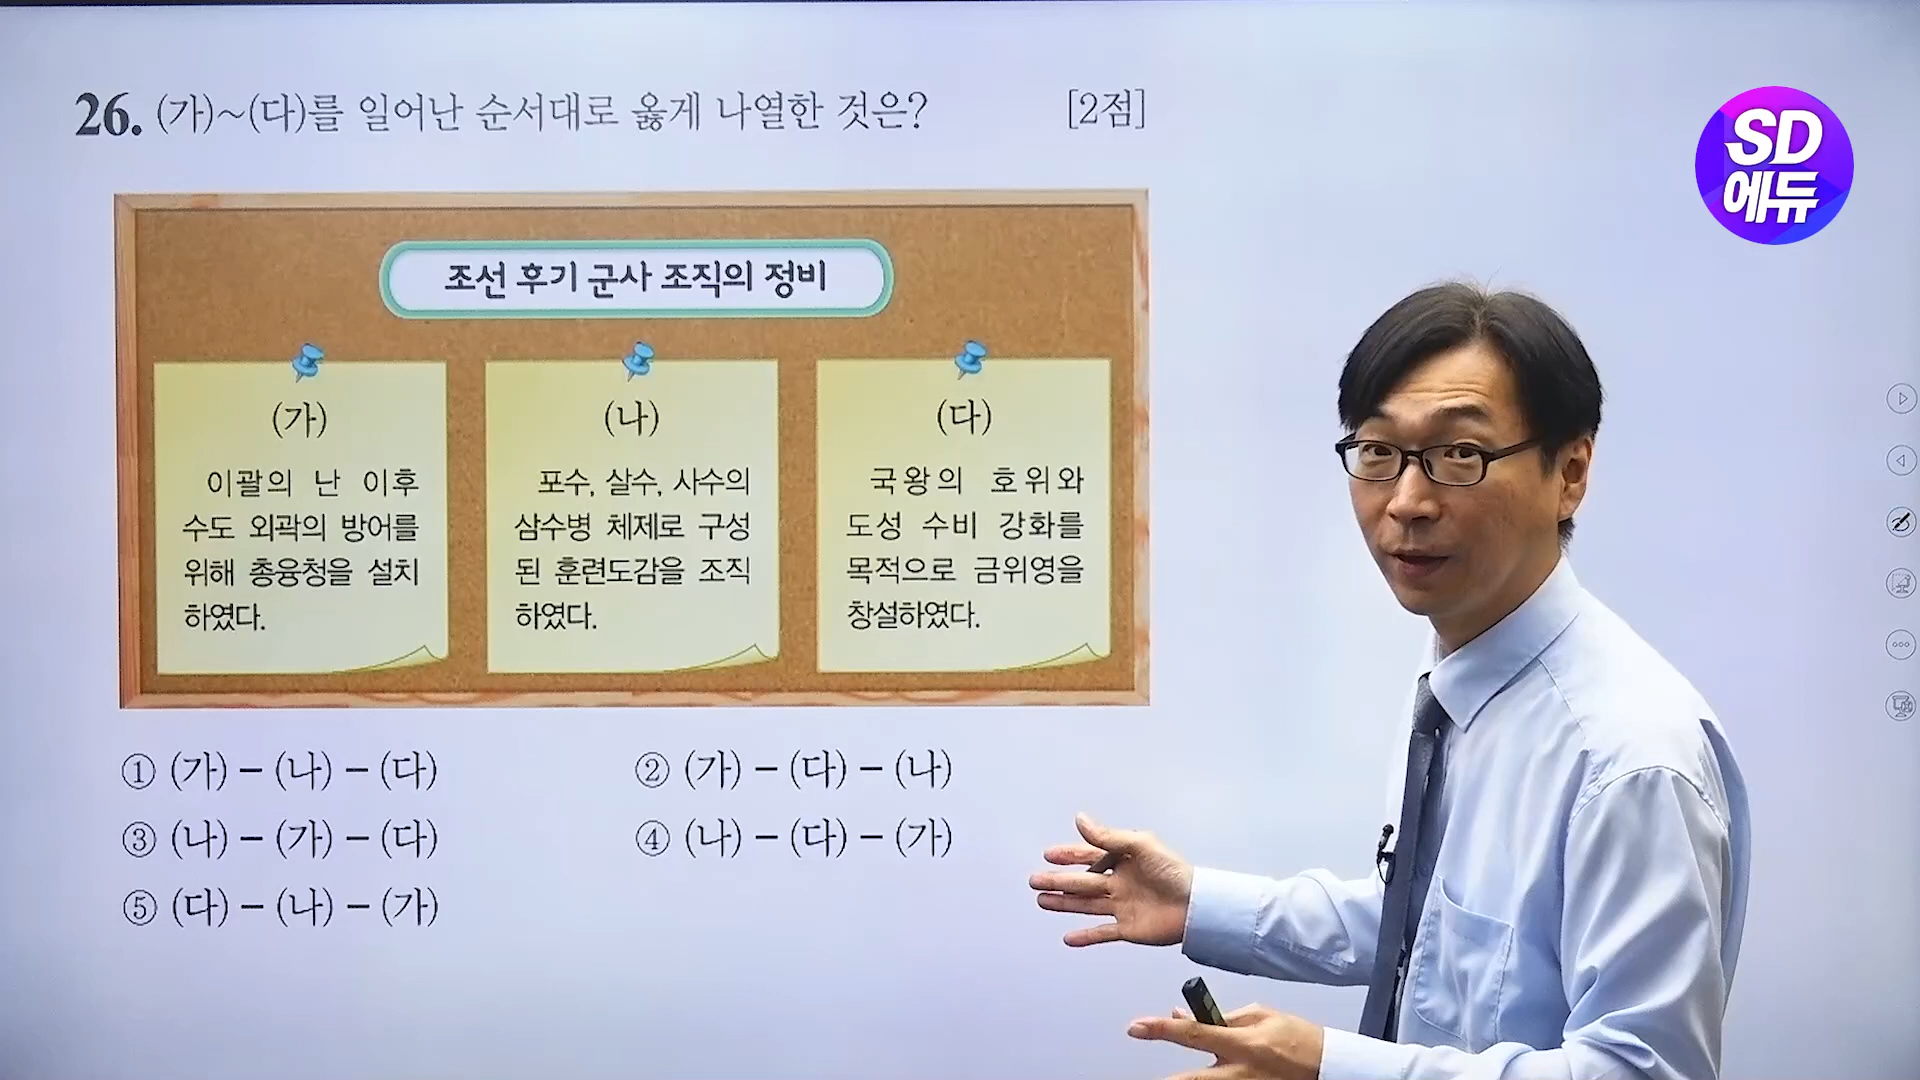 26. (가)~(다)를 일어난 순서대로 옳게 나열한 것은? [2점]
SD
에듀
조선 후기 군사 조직의 정비
(가)
이괄의 난 이후
수도 외곽의 방어를
위해 총융청을 설치
하였다.
(나)
포수, 살수, 사수의
삼수병 체제로 구성
된 훈련도감을 조직
하였다.
(다)
국왕의 호위와
도성 수비 강화를
목적으로 금위영을
창설하였다.
① (가) - (나) - (다)
② (가) - (다) - (나)
③ (나) - (가) - (다)
④ (나) - (다) - (가)
⑤ (다) - (나) - (가)